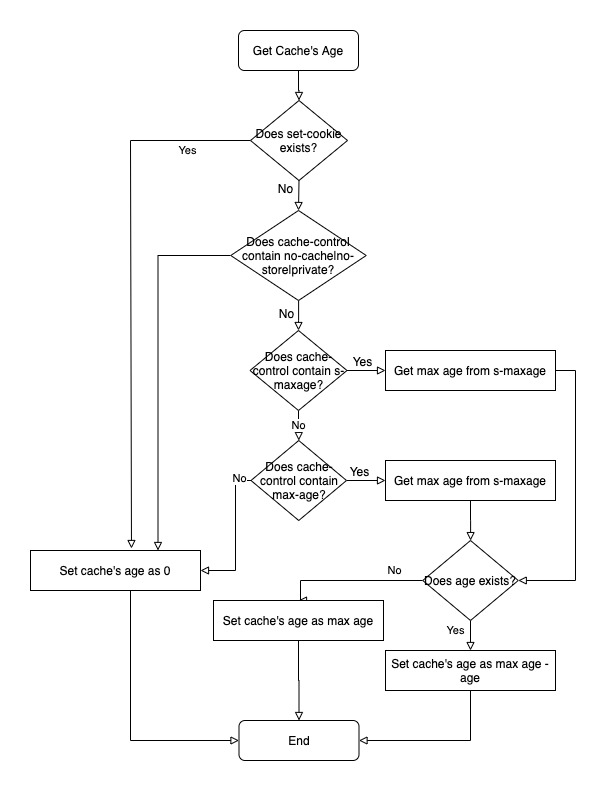 Get Cache's Age
Does set-cookie
exists?
Yes
No
Does cache-control
contain no-cache|no-
store|private?
No
Does cache-
control contain s-
maxage?
Yes
Get max age from s-maxage
No
Does cache-
control contain
max-age?
No
Yes
Get max age from s-maxage
Set cache's age as 0
No
Does age exists?
Set cache's age as max age
Yes
Set cache's age as max age -
age
End